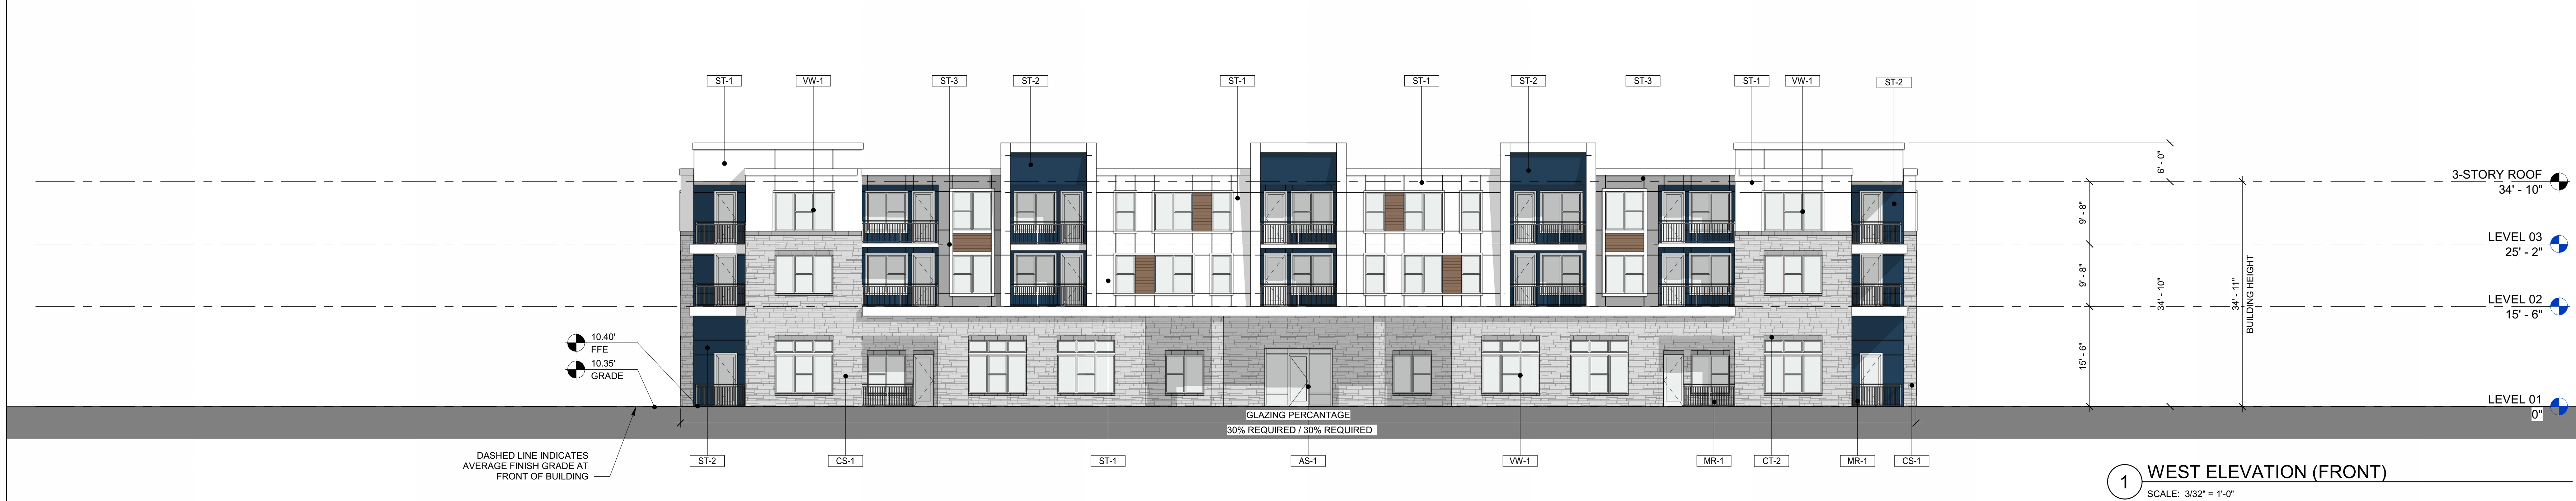 ST-1
VW-1
ST-3
ST-2
ST-1
ST-1
ST-2
ST-3
ST-1
VW-1
ST-2
6' - 0"
3-STORY ROOF
34' - 10"
9' - 8"
LEVEL 03
25' - 2"
9' - 8"
34' - 10"
34' - 11"
BUILDING HEIGHT
LEVEL 02
15' - 6"
15' - 6"
LEVEL 01
0"
10.40'
FFE
10.35'
GRADE
GLAZING PERCANTAGE
30% REQUIRED / 30% REQUIRED
DASHED LINE INDICATES
AVERAGE FINISH GRADE AT
FRONT OF BUILDING
ST-2
CS-1
ST-1
AS-1
VW-1
MR-1
CT-2
MR-1
CS-1
1
WEST ELEVATION (FRONT)
SCALE: 3/32" = 1'-0"